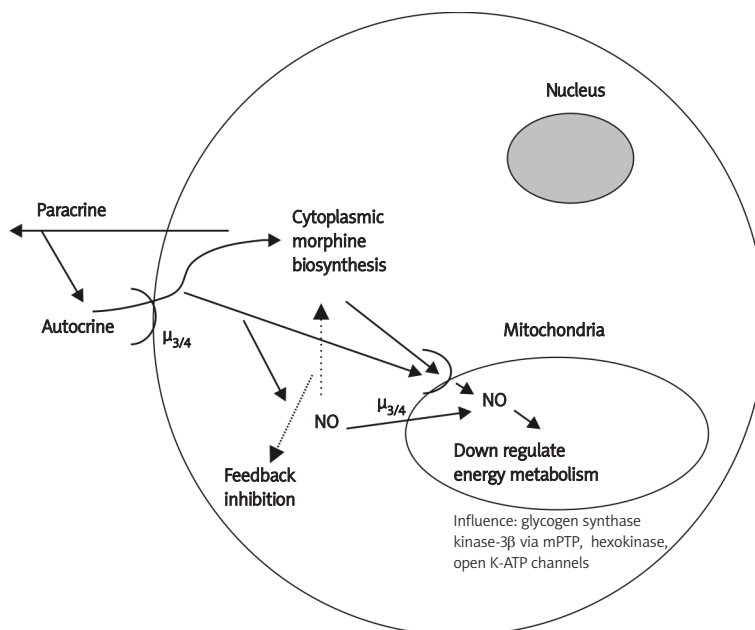 Nucleus
Paracrine
Cytoplasmic
morphine
biosynthesis
Autocrine
μ3/4
Mitochondria
μ3/4
NO
NO
Down regulate
energy metabolism
Feedback
inhibition
Influence: glycogen synthase
kinase-3β via mPTP, hexokinase,
open K-ATP channels